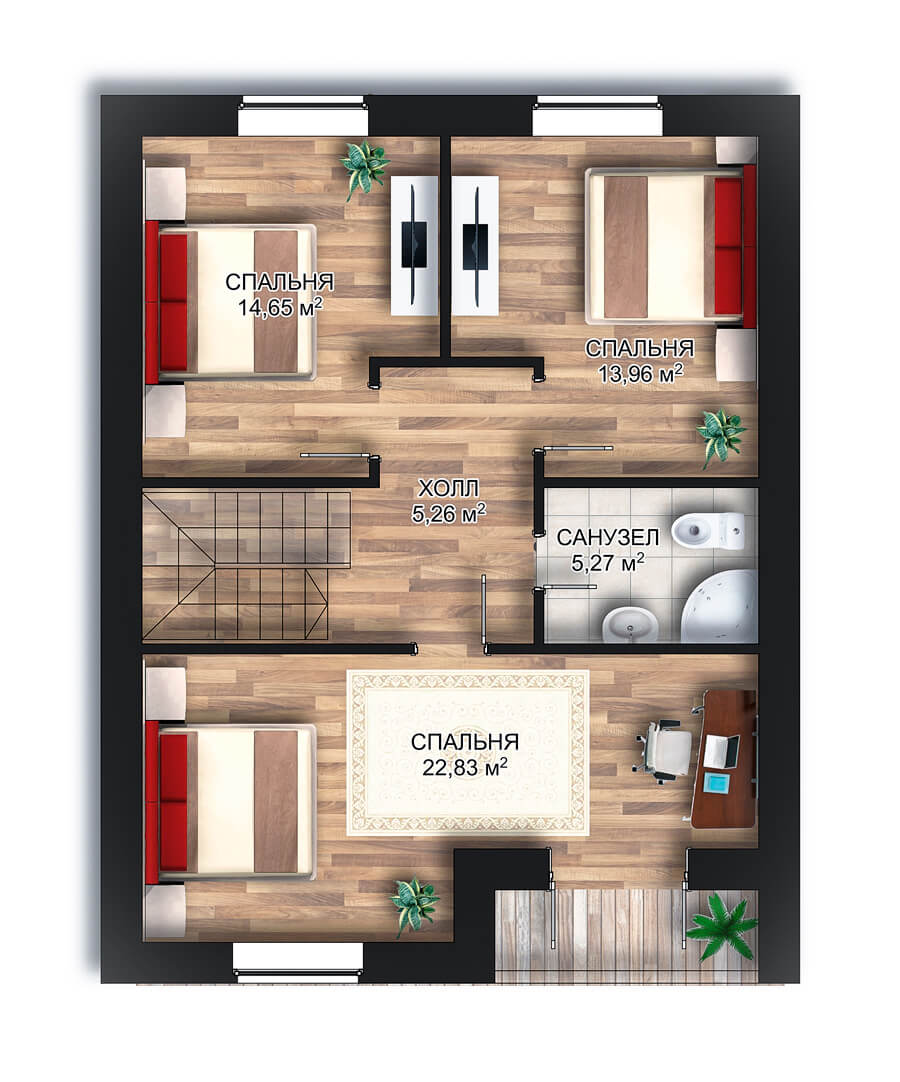 СПАЛЬНЯ
14,65 м²
СПАЛЬНЯ
13,96 м²
ХОЛЛ
5,26 м²
САНУЗЕЛ
5,27 м²
СПАЛЬНЯ
22,83 м²